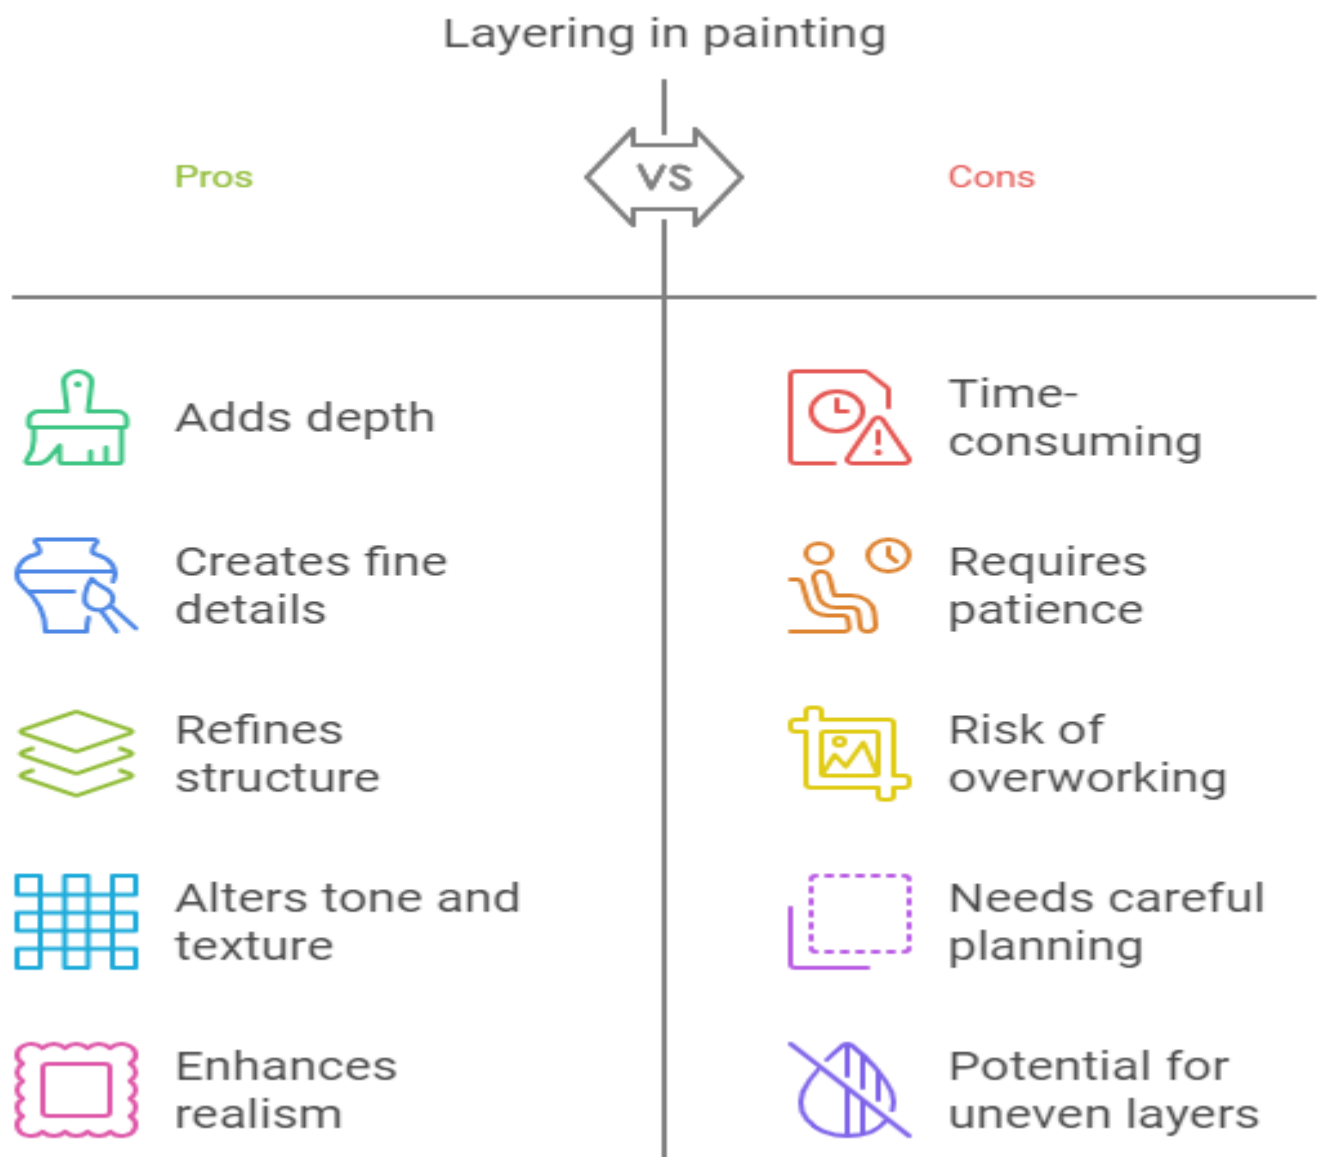 Layering in painting
Pros
VS
Cons
Adds depth
Time-
consuming
Creates fine
details
Requires
patience
Refines
structure
Risk of
overworking
Alters tone and
texture
Needs careful
planning
Enhances
realism
Potential for
uneven layers